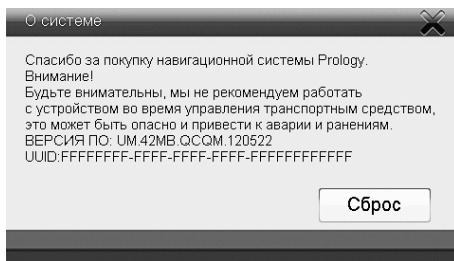 О системе
Спасибо за покупку навигационной системы Prology.
Внимание!
Будьте внимательны, мы не рекомендуем работать
с устройством во время управления транспортным средством,
это может быть опасно и привести к аварии и ранениям.
ВЕРСИЯ ПО: UM.42MB.QCQM.120522
UUID:FFFFFFFF-FFFF-FFFF-FFFF-FFFFFFFFFFFF
Сброс